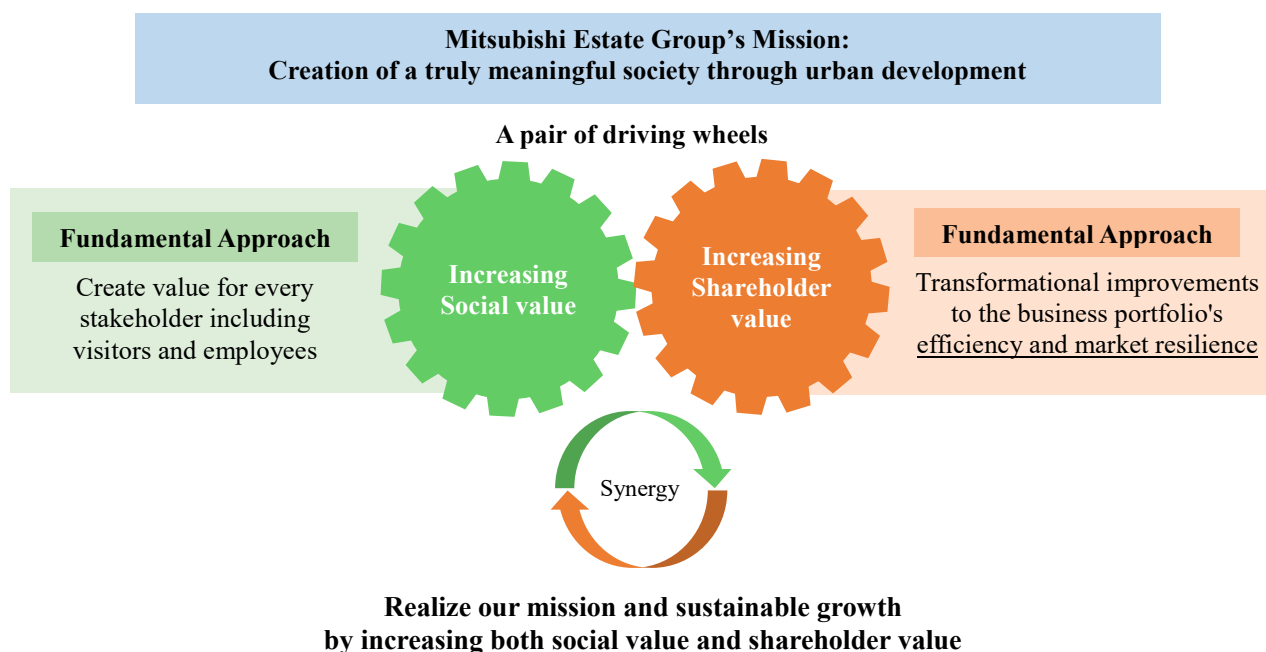 Mitsubishi Estate Group’s Mission:
Creation of a truly meaningful society through urban development
A pair of driving wheels
Fundamental Approach
Create value for every
stakeholder including
visitors and employees
Increasing
Social value
Increasing
Shareholder
value
Fundamental Approach
Transformational improvements
to the business portfolio's
efficiency and market resilience
Synergy
Realize our mission and sustainable growth
by increasing both social value and shareholder value